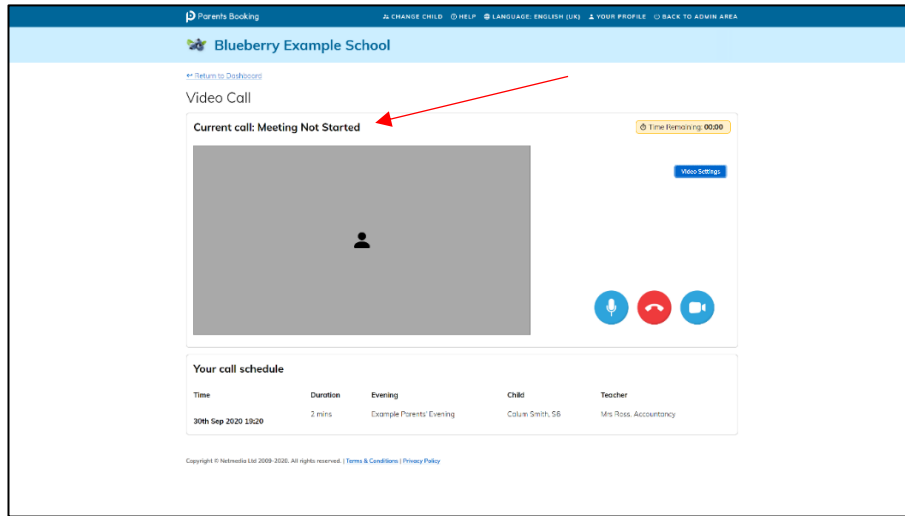 Parents Booking CHANGE CHILD HELP LANGUAGE: ENGLISH (UK) YOUR PROFILE BACK TO ADMIN AREA
Blueberry Example School
Return to Dashboard
Video Call
Current call: Meeting Not Started Time Remaining: 00:00
Video Settings
Your call schedule
Time Duration Evening Child Teacher
30th Sep 2020 19:20 2 mins Example Parents' Evening Calum Smith, S6 Mrs Ross, Accountancy
Copyright © Netmedia Ltd 2009-2020. All rights reserved. | Terms & Conditions | Privacy Policy